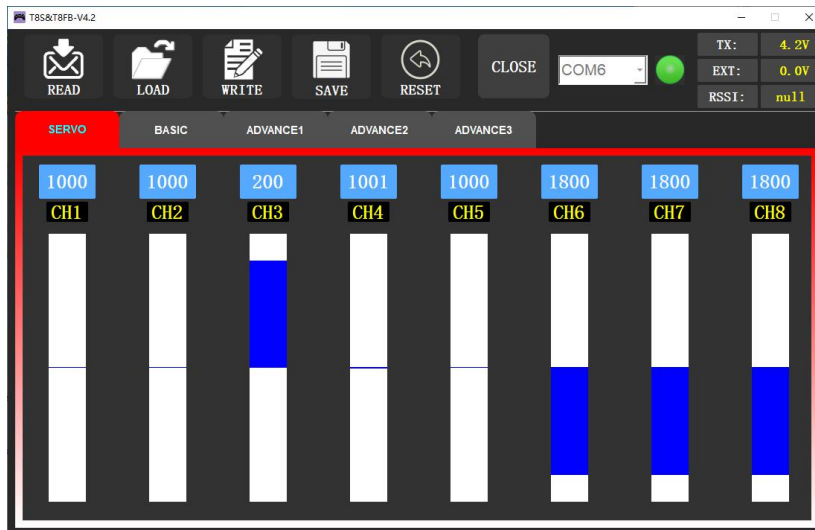 T8S&T8FB-V4.2
READ LOAD WRITE SAVE RESET CLOSE COM6
TX: 4.2V
EXT: 0.0V
RSSI: null
SERVO BASIC ADVANCE1 ADVANCE2 ADVANCE3
1000 1000 200 1001 1000 1800 1800 1800
CH1 CH2 CH3 CH4 CH5 CH6 CH7 CH8